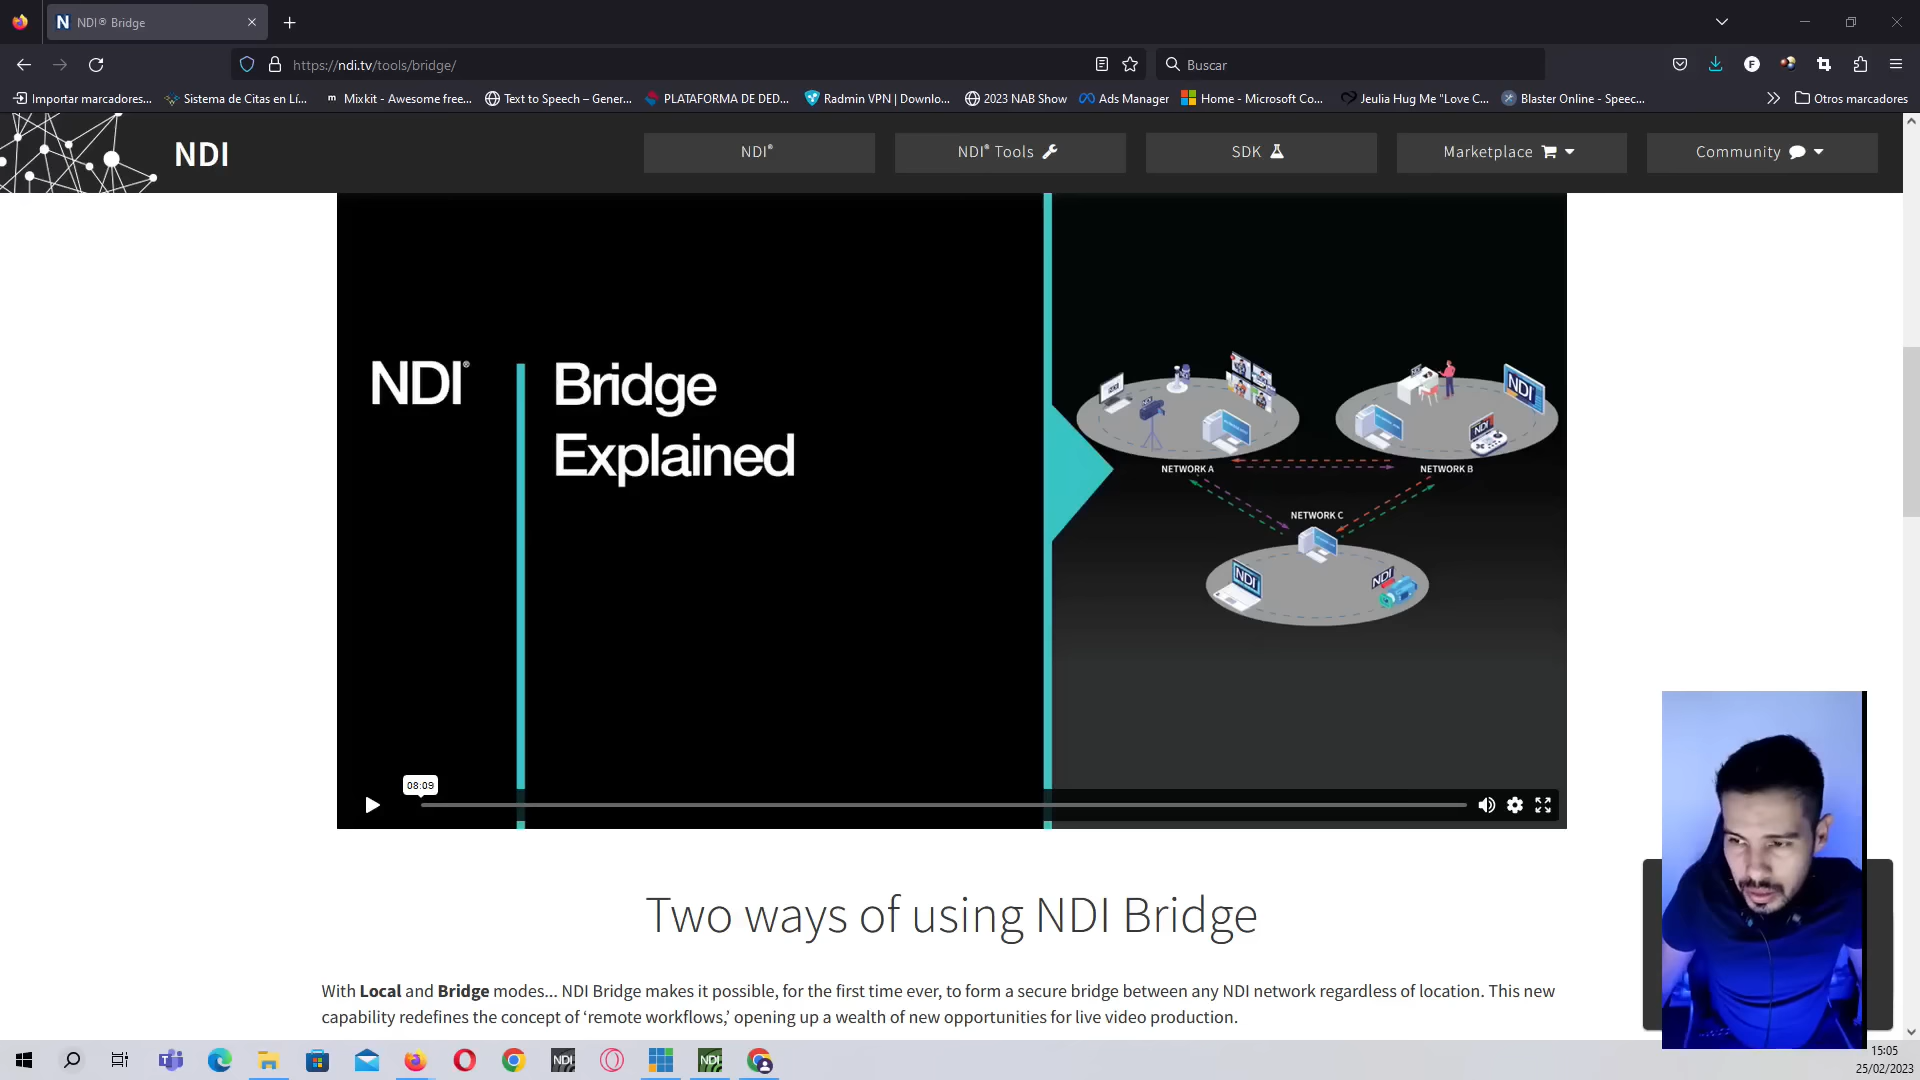 NDI® Bridge
https://ndi.tv/tools/bridge/
Buscar
Importar marcadores...
Sistema de Citas en Lí...
Mixkit - Awesome free...
Text to Speech – Gener...
PLATAFORMA DE DED...
Radmin VPN | Downlo...
2023 NAB Show
Ads Manager
Home - Microsoft Co...
Jeulia Hug Me "Love C...
Blaster Online - Speec...
Otros marcadores
NDI
NDI®
NDI® Tools
SDK
Marketplace
Community
NDI®
Bridge
Explained
NDI
NDI
NETWORK A
NETWORK B
NETWORK C
NDI
NDI
08:09
Two ways of using NDI Bridge
With Local and Bridge modes... NDI Bridge makes it possible, for the first time ever, to form a secure bridge between any NDI network regardless of location. This new
capability redefines the concept of ‘remote workflows,’ opening up a wealth of new opportunities for live video production.
NDI
NDI
15:05
25/02/2023